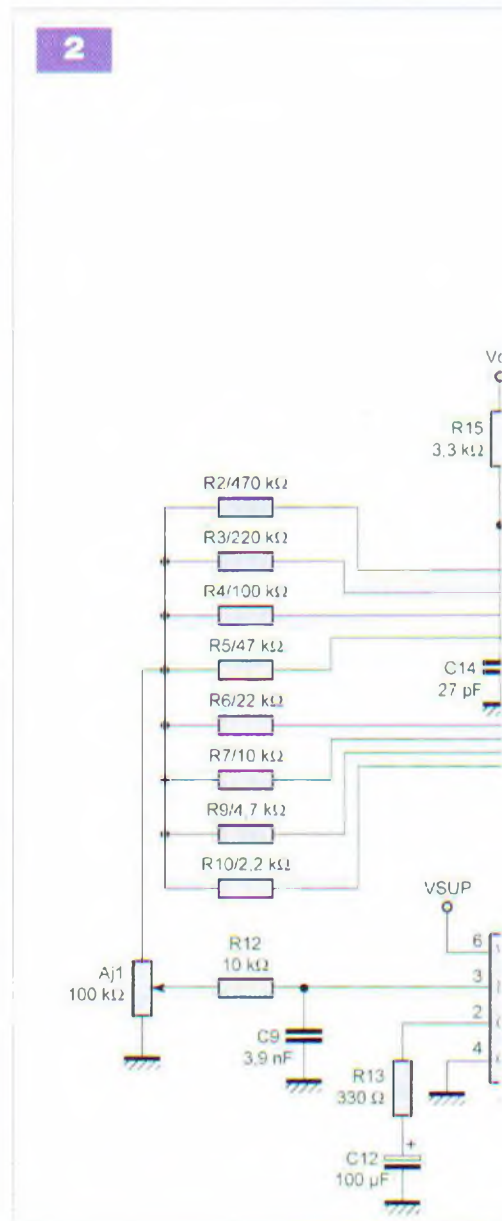 2
R15
3,3 kΩ
R2/470 kΩ
R3/220 kΩ
R4/100 kΩ
R5/47 kΩ
C14
27 pF
R6/22 kΩ
R7/10 kΩ
R9/4,7 kΩ
R10/2,2 kΩ
VSUP
R12
10 kΩ
6
Aj1
100 kΩ
3
2
C9
3,9 nF
4
R13
330 Ω
+
C12
100 µF